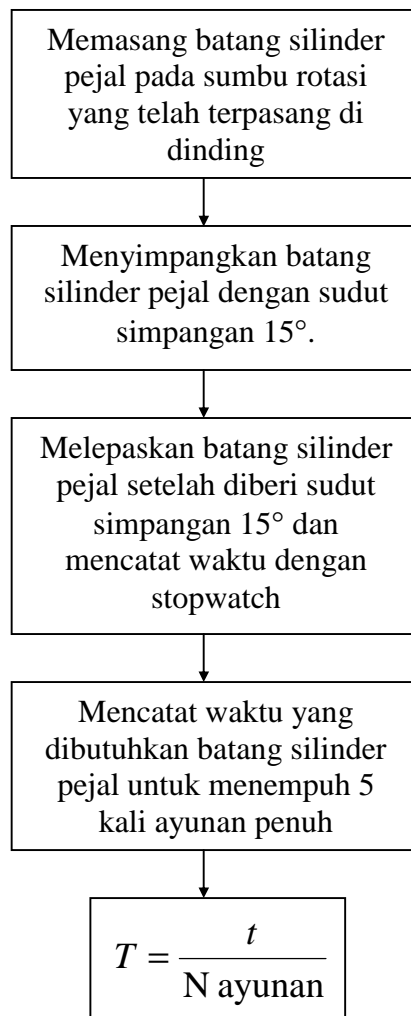 Memasang batang silinder
pejal pada sumbu rotasi
yang telah terpasang di
dinding
Menyimpangkan batang
silinder pejal dengan sudut
simpangan 15°.
Melepaskan batang silinder
pejal setelah diberi sudut
simpangan 15° dan
mencatat waktu dengan
stopwatch
Mencatat waktu yang
dibutuhkan batang silinder
pejal untuk menempuh 5
kali ayunan penuh
T = t / N ayunan